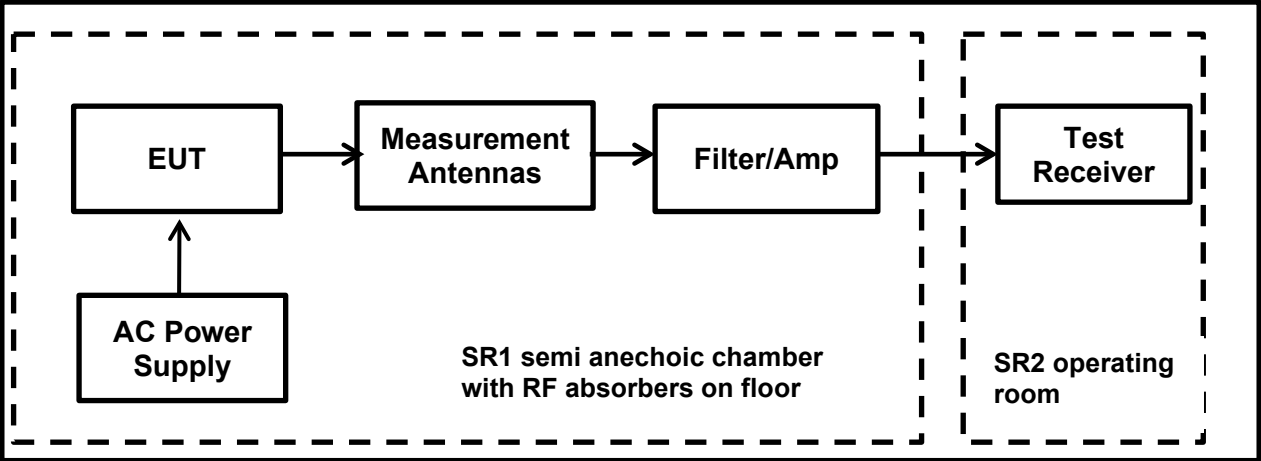 EUT
Measurement
Antennas
Filter/Amp
Test
Receiver
AC Power
Supply
SR1 semi anechoic chamber
with RF absorbers on floor
SR2 operating
room